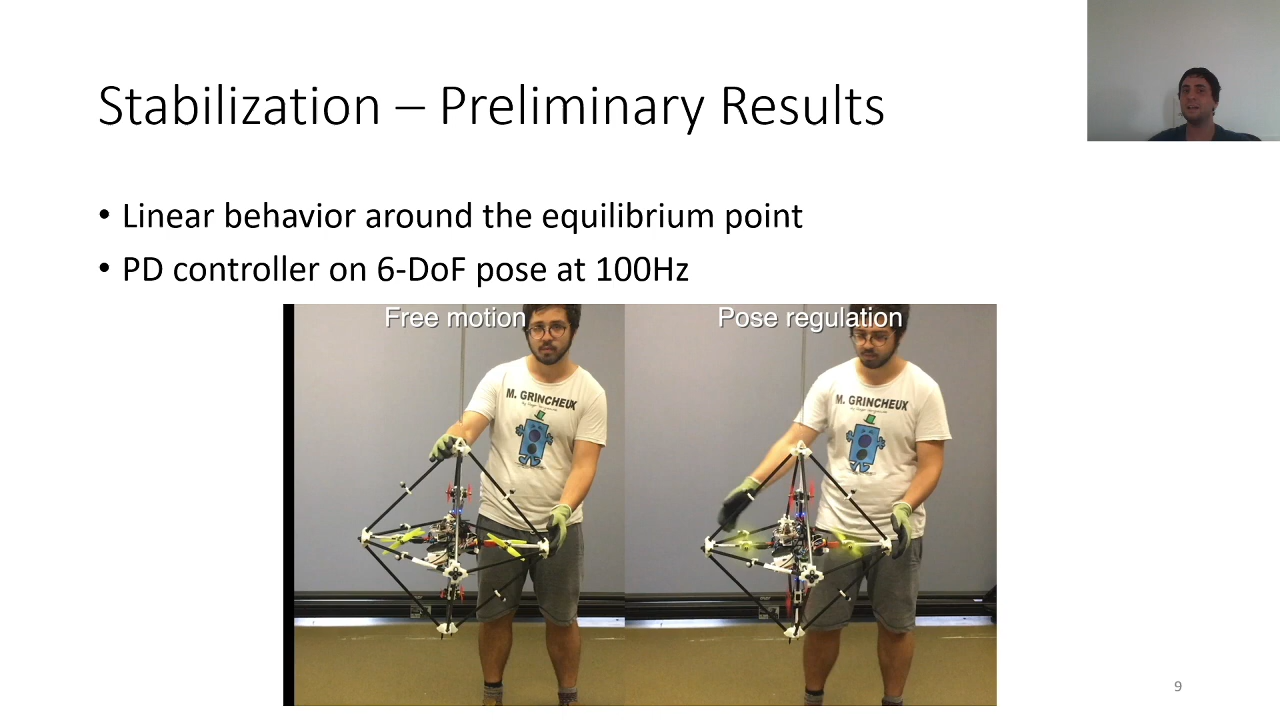 Stabilization – Preliminary Results
• Linear behavior around the equilibrium point
• PD controller on 6-DoF pose at 100Hz
Free motion
Pose regulation
M. GRINCHEUX
M. GRINCHEUX
9